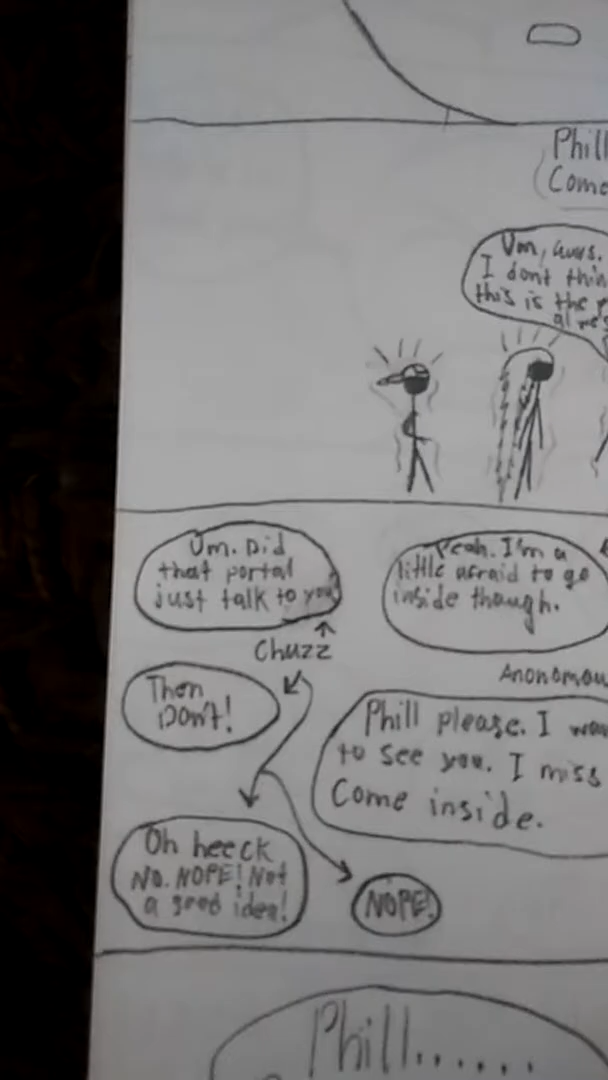 Phill
Come
Um, guys.
I dont thin
this is the p
Um. Did
that portal
just talk to you?
Chuzz
Yeah. I'm a
little afraid to go
inside though.
Anonomou
Then
DON't!
Phill please. I wan
to see you. I miss
Come inside.
Oh heeck
NO. NOPE! Not
a good idea!
NOPE!
Phill......